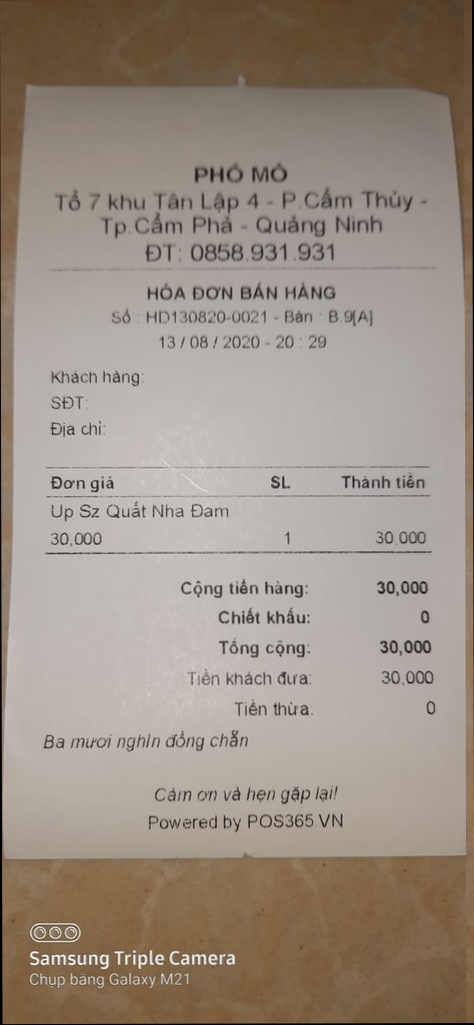 PHỐ MỎ
Tổ 7 khu Tân Lập 4 - P.Cẩm Thủy -
Tp.Cẩm Phả - Quảng Ninh
ĐT: 0858.931.931
HÓA ĐƠN BÁN HÀNG
Số : HD130820-0021 - Bàn : B.9[A]
13 / 08 / 2020 - 20 : 29
Khách hàng:
SĐT:
Địa chỉ:
Đơn giá SL Thành tiền
Up Sz Quất Nha Đam
30,000 1 30,000
Cộng tiền hàng: 30,000
Chiết khấu: 0
Tổng cộng: 30,000
Tiền khách đưa: 30,000
Tiền thừa: 0
Ba mươi nghìn đồng chẵn
Cảm ơn và hẹn gặp lại!
Powered by POS365.VN
Samsung Triple Camera
Chụp bằng Galaxy M21